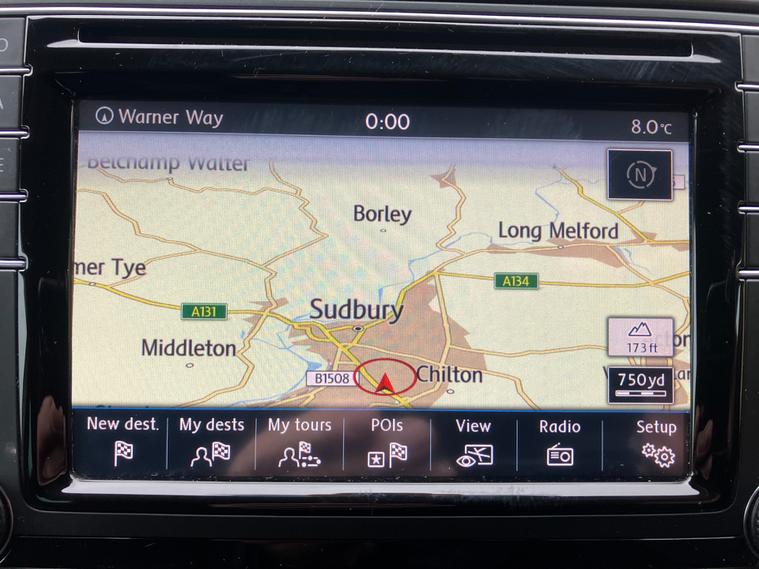 Warner Way
0:00
8.0°C
Belchamp Walter
N
Borley
Long Melford
mer Tye
A134
A131
Sudbury
Middleton
173 ft
B1508
Chilton
750yd
New dest.
My dests
My tours
POIs
View
Radio
Setup